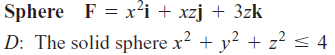 Sphere F = x²i + xzj + 3zk
D: The solid sphere x² + y² + z² ≤ 4